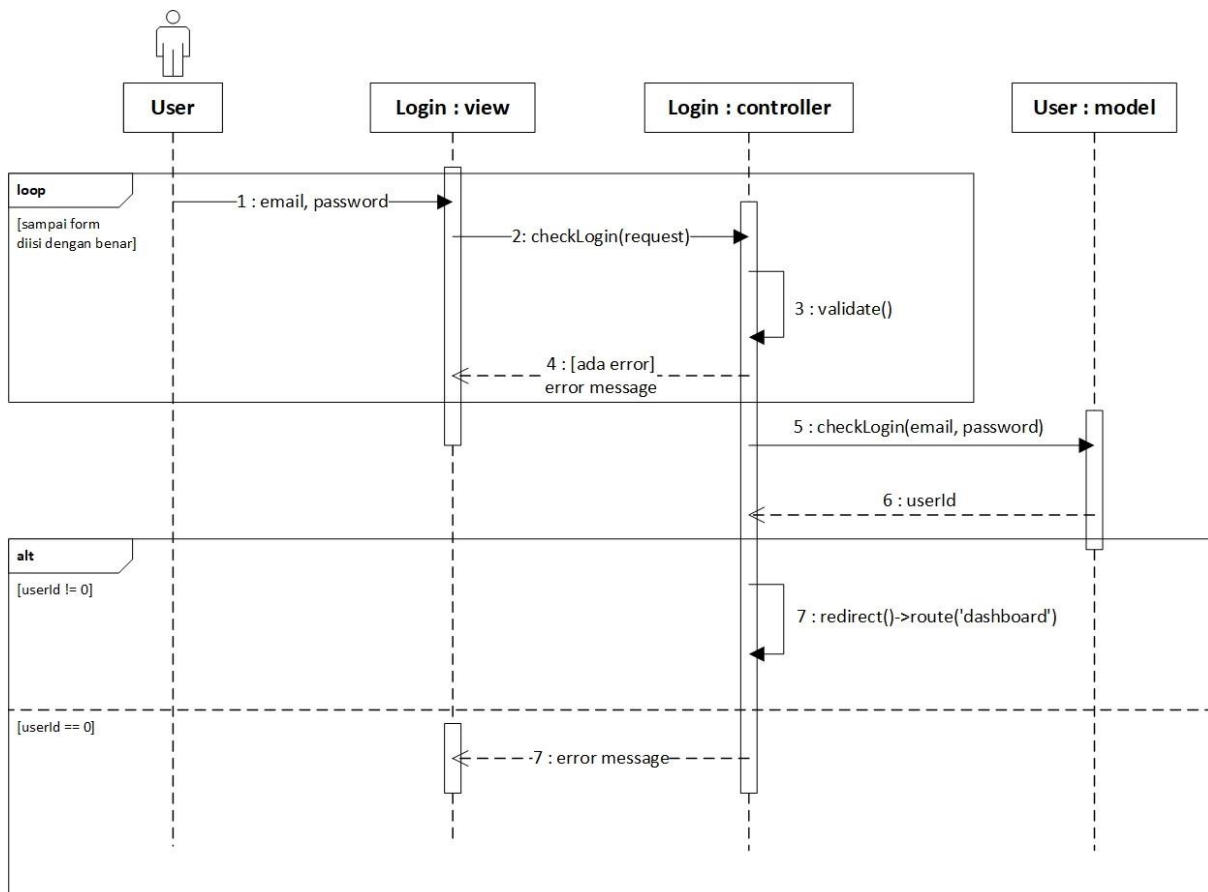 User
Login : view
Login : controller
User : model
loop
[sampai form
diisi dengan benar]
1 : email, password
2: checkLogin(request)
3 : validate()
4 : [ada error]
error message
5 : checkLogin(email, password)
6 : userId
alt
[userId != 0]
7 : redirect()->route('dashboard')
[userId == 0]
7 : error message